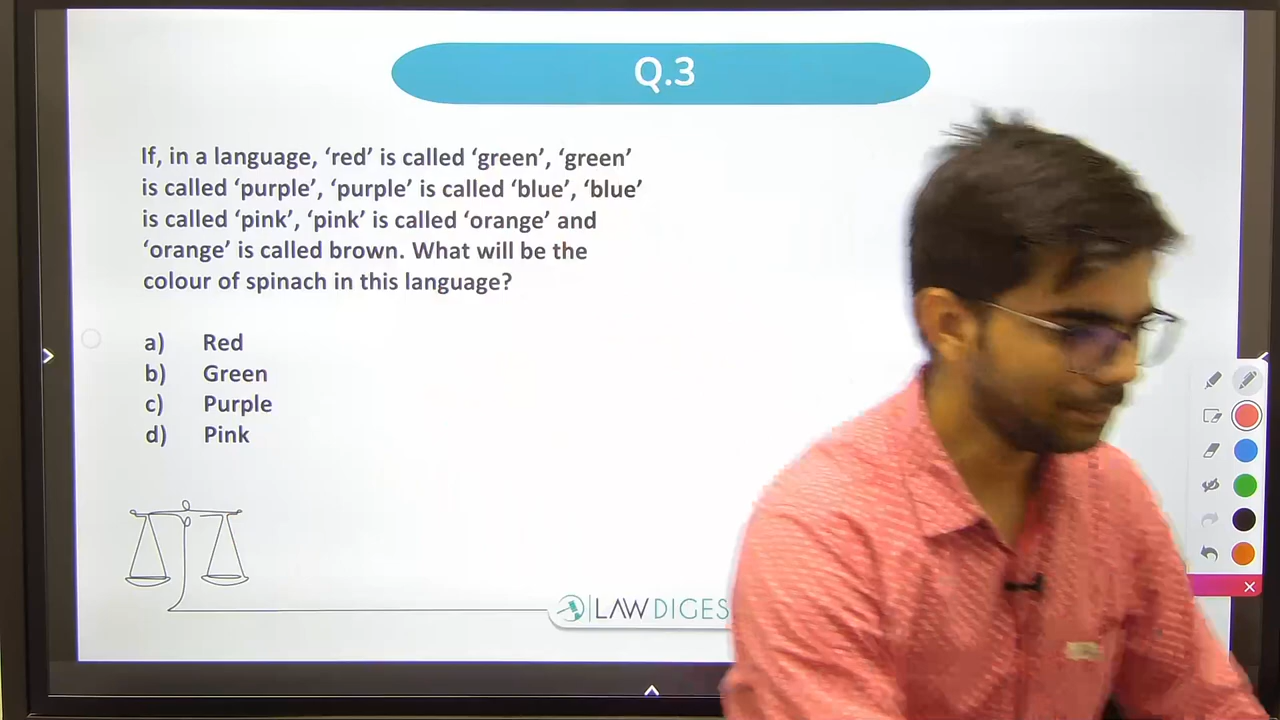 Q.3
If, in a language, ‘red’ is called ‘green’, ‘green’
is called ‘purple’, ‘purple’ is called ‘blue’, ‘blue’
is called ‘pink’, ‘pink’ is called ‘orange’ and
‘orange’ is called brown. What will be the
colour of spinach in this language?
a) Red
b) Green
c) Purple
d) Pink
LAW DIGES